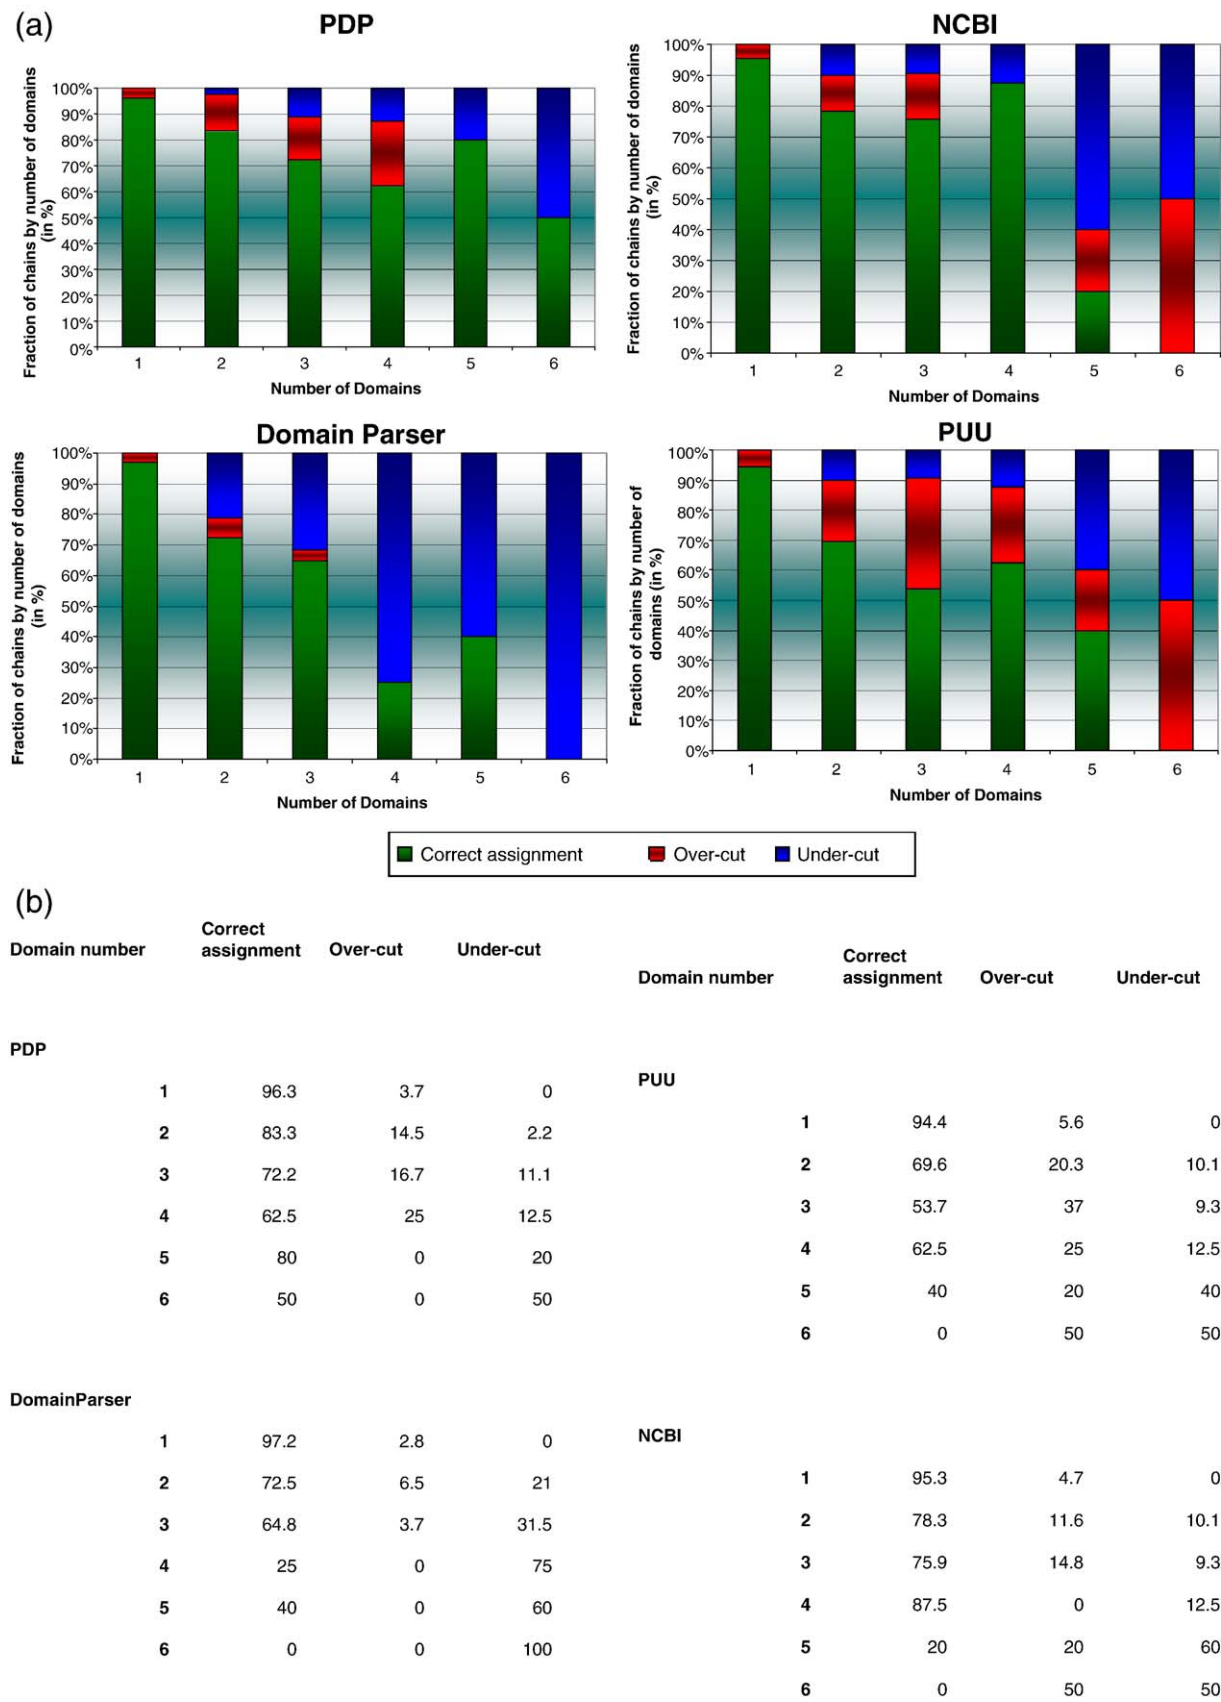 (a)
PDP
Fraction of chains by number of domains
(in %)
100%
90%
80%
70%
60%
50%
40%
30%
20%
10%
0%
1 2 3 4 5 6
Number of Domains
NCBI
Fraction of chains by number of domains
(in %)
100%
90%
80%
70%
60%
50%
40%
30%
20%
10%
0%
1 2 3 4 5 6
Number of Domains
Domain Parser
Fraction of chains by number of domains
(in %)
100%
90%
80%
70%
60%
50%
40%
30%
20%
10%
0%
1 2 3 4 5 6
Number of Domains
PUU
Fraction of chains by number of
domains (in %)
100%
90%
80%
70%
60%
50%
40%
30%
20%
10%
0%
1 2 3 4 5 6
Number of Domains
Correct assignment Over-cut Under-cut
(b)
Domain number Correct assignment Over-cut Under-cut
PDP
1 96.3 3.7 0
2 83.3 14.5 2.2
3 72.2 16.7 11.1
4 62.5 25 12.5
5 80 0 20
6 50 0 50
DomainParser
1 97.2 2.8 0
2 72.5 6.5 21
3 64.8 3.7 31.5
4 25 0 75
5 40 0 60
6 0 0 100
Domain number Correct assignment Over-cut Under-cut
PUU
1 94.4 5.6 0
2 69.6 20.3 10.1
3 53.7 37 9.3
4 62.5 25 12.5
5 40 20 40
6 0 50 50
NCBI
1 95.3 4.7 0
2 78.3 11.6 10.1
3 75.9 14.8 9.3
4 87.5 0 12.5
5 20 20 60
6 0 50 50